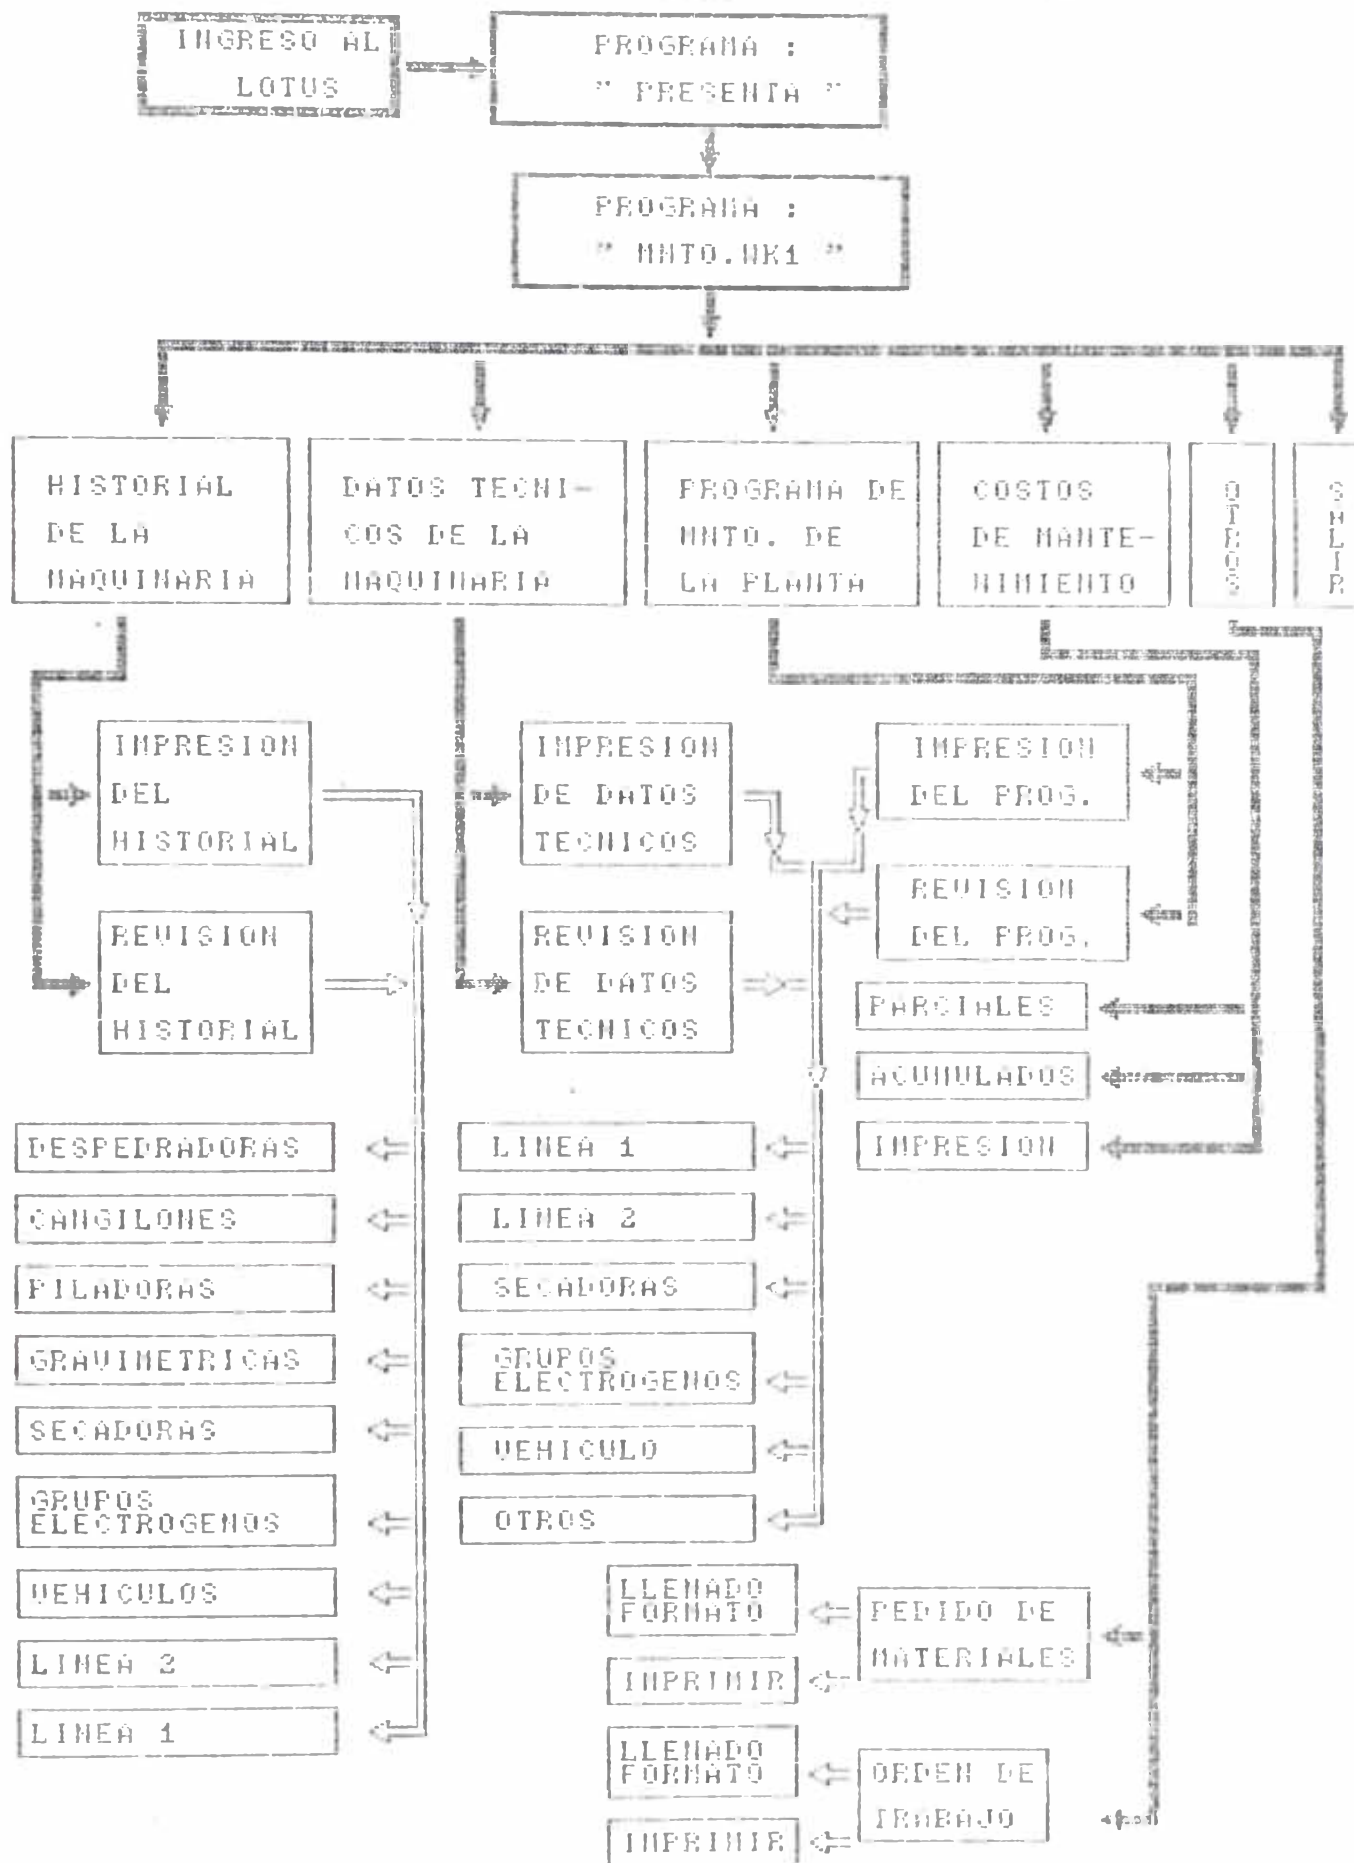 INGRESO AL
LOTUS
PROGRAMA :
" PRESENTA "
PROGRAMA :
" MNTO.WK1 "
HISTORIAL
DE LA
MAQUINARIA
DATOS TECNI-
COS DE LA
MAQUINARIA
PROGRAMA DE
MNTO. DE
LA PLANTA
COSTOS
DE MANTE-
NIMIENTO
OTROS
SALIR
IMPRESION
DEL
HISTORIAL
REVISION
DEL
HISTORIAL
IMPRESION
DE DATOS
TECNICOS
REVISION
DE DATOS
TECNICOS
IMPRESION
DEL PROG.
REVISION
DEL PROG.
PARCIALES
ACUMULADOS
IMPRESION
DESPEDRADORAS
CANGILONES
PILADORAS
GRAVIMETRICAS
SECADORAS
GRUPOS
ELECTROGENOS
VEHICULOS
LINEA 2
LINEA 1
LINEA 1
LINEA 2
SECADORAS
GRUPOS
ELECTROGENOS
VEHICULO
OTROS
LLENADO
FORMATO
IMPRIMIR
PEDIDO DE
MATERIALES
LLENADO
FORMATO
IMPRIMIR
ORDEN DE
TRABAJO